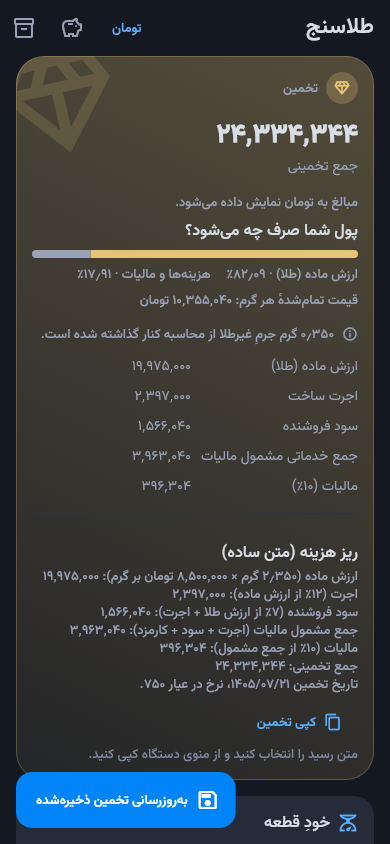 طلاسنج
تومان
تخمین
۲۴,۳۳۴,۳۴۴
جمع تخمینی
مبالغ به تومان نمایش داده می‌شود.
پول شما صرف چه می‌شود؟
ارزش ماده (طلا) · ۸۲٫۰۹٪ هزینه‌ها و مالیات · ۱۷٫۹۱٪
قیمت تمام‌شدهٔ هر گرم: ۱۰,۳۵۵,۰۴۰ تومان
۰٫۳۵۰ گرم جرم غیرطلا از محاسبه کنار گذاشته شده است.
ارزش ماده (طلا) ۱۹,۹۷۵,۰۰۰
اجرت ساخت ۲,۳۹۷,۰۰۰
سود فروشنده ۱,۵۶۶,۰۴۰
جمع خدماتی مشمول مالیات ۳,۹۶۳,۰۴۰
مالیات (۱۰٪) ۳۹۶,۳۰۴
ریز هزینه (متن ساده)
ارزش ماده (۲٫۳۵۰ گرم × ۸,۵۰۰,۰۰۰ تومان بر گرم): ۱۹,۹۷۵,۰۰۰
اجرت (۱۲٪ از ارزش ماده): ۲,۳۹۷,۰۰۰
سود فروشنده (۷٪ از ارزش طلا + اجرت): ۱,۵۶۶,۰۴۰
جمع مشمول مالیات (اجرت + سود + کارمزد): ۳,۹۶۳,۰۴۰
مالیات (۱۰٪ از جمع مشمول): ۳۹۶,۳۰۴
جمع تخمینی: ۲۴,۳۳۴,۳۴۴
تاریخ تخمین ۱۴۰۵/۰۷/۲۱، نرخ در عیار ۷۵۰.
کپی تخمین
متن رسید را انتخاب کنید و از منوی دستگاه کپی کنید.
به‌روزرسانی تخمین ذخیره‌شده
خودِ قطعه